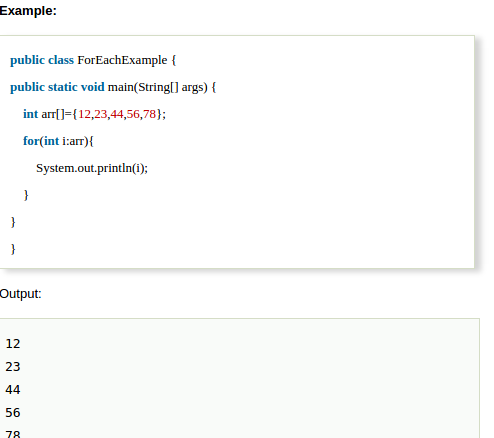 Example:
public class ForEachExample {
public static void main(String[] args) {
int arr[]={12,23,44,56,78};
for(int i:arr){
System.out.println(i);
}
}
}
Output:
12
23
44
56
78